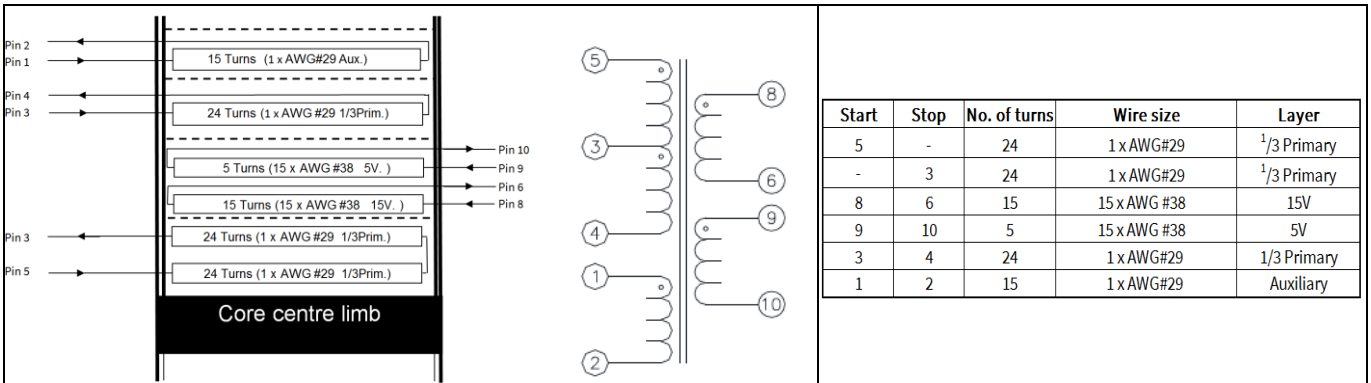 Pin 2
Pin 1
15 Turns (1 x AWG#29 Aux.)
Pin 4
Pin 3
24 Turns (1 x AWG #29 1/3Prim.)
Pin 10
5 Turns (15 x AWG #38 5V. )
Pin 9
Pin 6
15 Turns (15 x AWG #38 15V. )
Pin 8
Pin 3
24 Turns (1 x AWG #29 1/3Prim.)
Pin 5
24 Turns (1 x AWG #29 1/3Prim.)
Core centre limb
5
8
3
6
9
4
1
10
2
Start Stop No. of turns Wire size Layer
5 - 24 1 x AWG#29 1/3 Primary
- 3 24 1 x AWG#29 1/3 Primary
8 6 15 15 x AWG #38 15V
9 10 5 15 x AWG #38 5V
3 4 24 1 x AWG#29 1/3 Primary
1 2 15 1 x AWG#29 Auxiliary